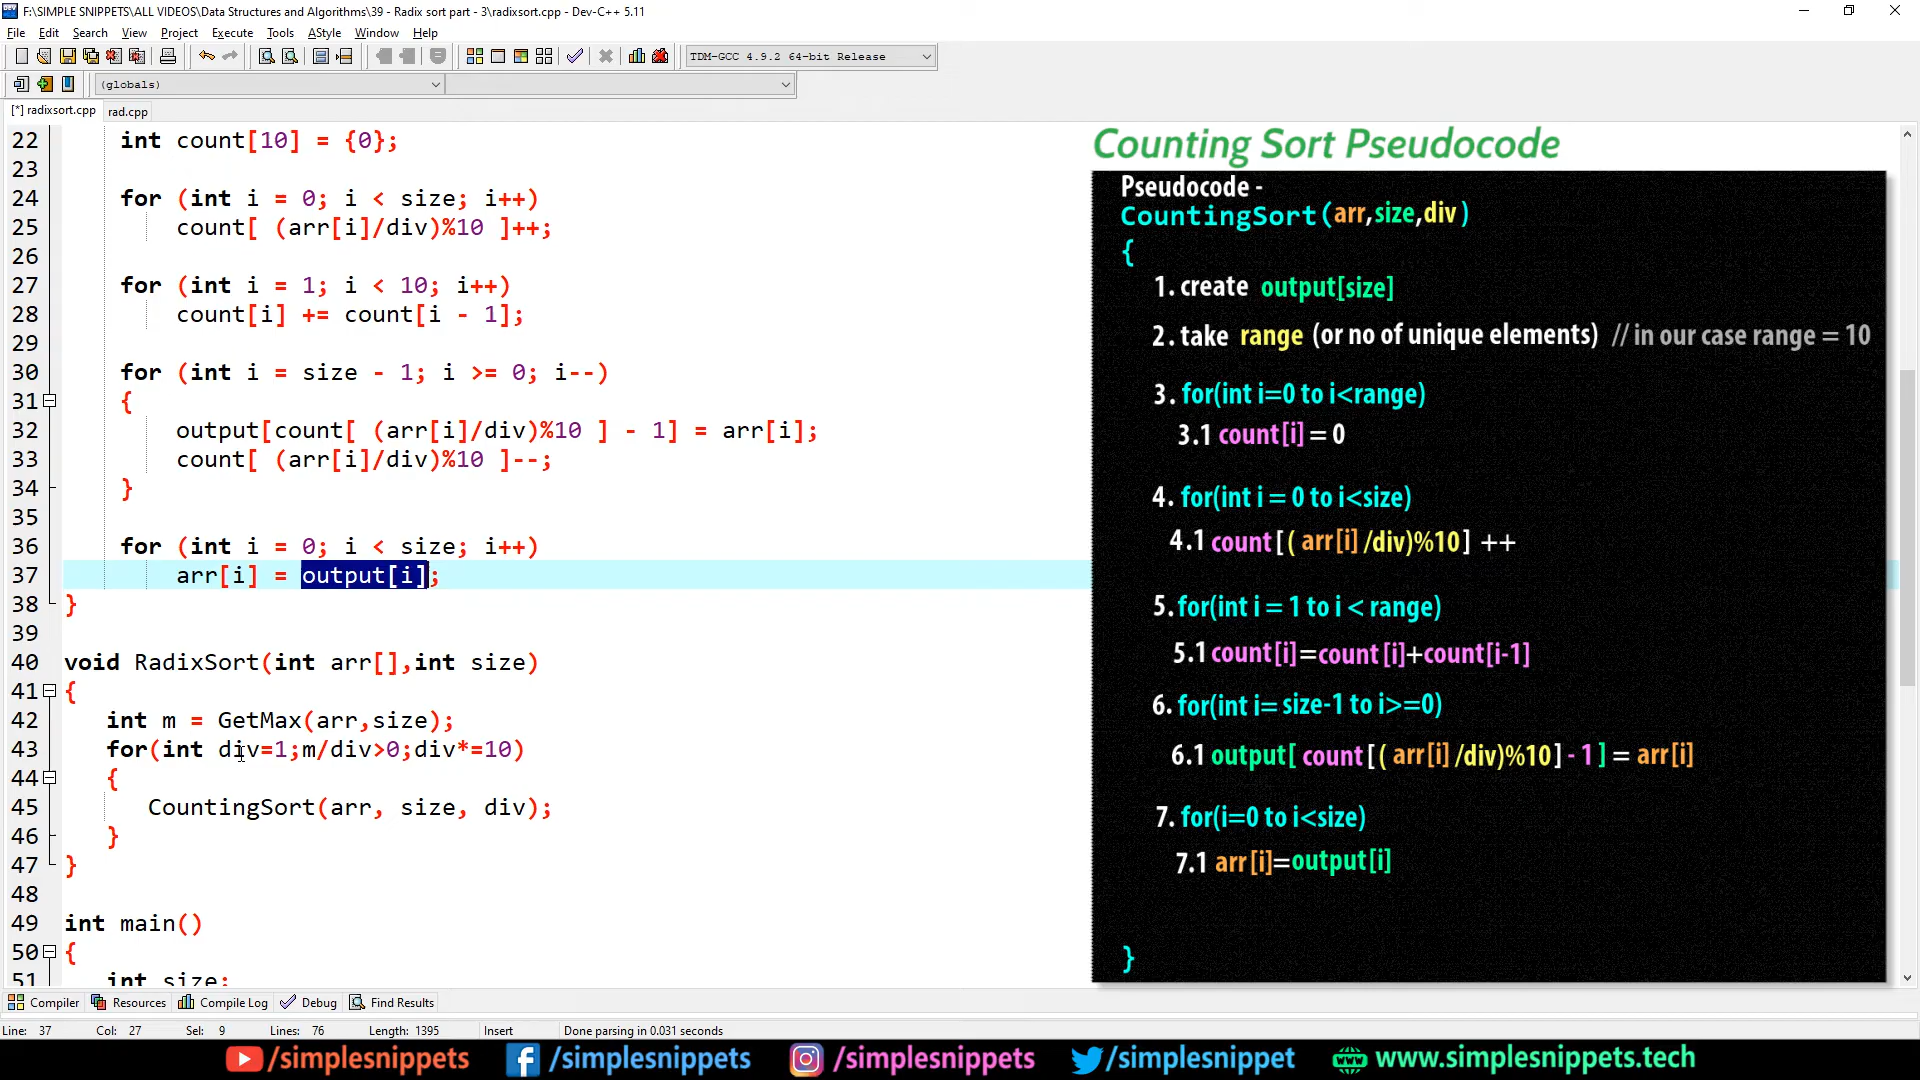 F:\SIMPLE SNIPPETS\ALL VIDEOS\Data Structures and Algorithms\39 - Radix sort part - 3\radixsort.cpp - Dev-C++ 5.11
File Edit Search View Project Execute Tools AStyle Window Help
TDM-GCC 4.9.2 64-bit Release
(globals)
[*] radixsort.cpp rad.cpp
22 int count[10] = {0};
23
24 for (int i = 0; i < size; i++)
25 count[ (arr[i]/div)%10 ]++;
26
27 for (int i = 1; i < 10; i++)
28 count[i] += count[i - 1];
29
30 for (int i = size - 1; i >= 0; i--)
31 {
32 output[count[ (arr[i]/div)%10 ] - 1] = arr[i];
33 count[ (arr[i]/div)%10 ]--;
34 }
35
36 for (int i = 0; i < size; i++)
37 arr[i] = output[i];
38 }
39
40 void RadixSort(int arr[],int size)
41 {
42 int m = GetMax(arr,size);
43 for(int div=1;m/div>0;div*=10)
44 {
45 CountingSort(arr, size, div);
46 }
47 }
48
49 int main()
50 {
51 int size;
Counting Sort Pseudocode
Pseudocode -
CountingSort(arr,size,div)
{
1. create output[size]
2. take range (or no of unique elements) // in our case range = 10
3. for(int i=0 to i<range)
3.1 count[i] = 0
4. for(int i = 0 to i<size)
4.1 count[( arr[i] /div)%10] ++
5. for(int i = 1 to i < range)
5.1 count[i]=count[i]+count[i-1]
6. for(int i= size-1 to i>=0)
6.1 output[ count[( arr[i] /div)%10] - 1 ] = arr[i]
7. for(i=0 to i<size)
7.1 arr[i]=output[i]
}
Compiler Resources Compile Log Debug Find Results
Line: 37 Col: 27 Sel: 9 Lines: 76 Length: 1395 Insert Done parsing in 0.031 seconds
/simplesnippets /simplesnippets /simplesnippets /simplesnippets www.simplesnippets.tech